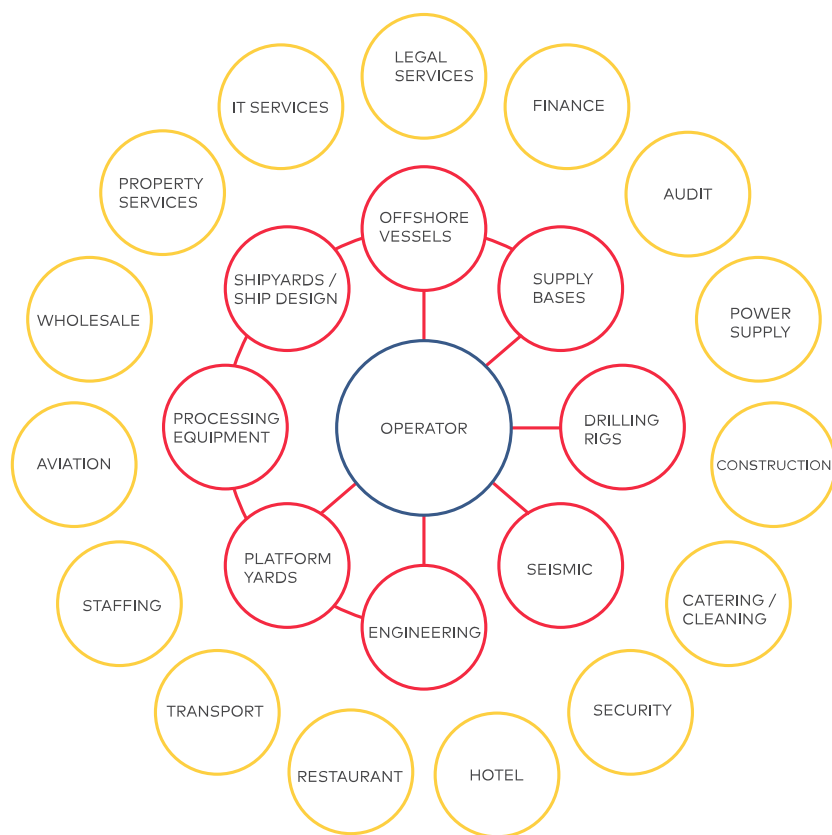 LEGAL
SERVICES
IT SERVICES
FINANCE
PROPERTY
SERVICES
AUDIT
OFFSHORE
VESSELS
SHIPYARDS /
SHIP DESIGN
SUPPLY
BASES
WHOLESALE
POWER
SUPPLY
PROCESSING
EQUIPMENT
OPERATOR
DRILLING
RIGS
AVIATION
CONSTRUCTION
PLATFORM
YARDS
SEISMIC
STAFFING
CATERING /
CLEANING
ENGINEERING
TRANSPORT
SECURITY
RESTAURANT
HOTEL